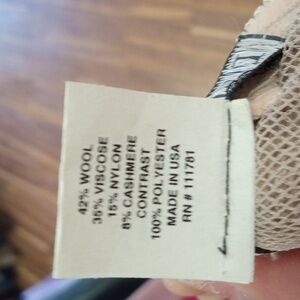 42% WOOL
35% VISCOSE
15% NYLON
8% CASHMERE
CONTRAST
100% POLYESTER
MADE IN USA
RN # 111781